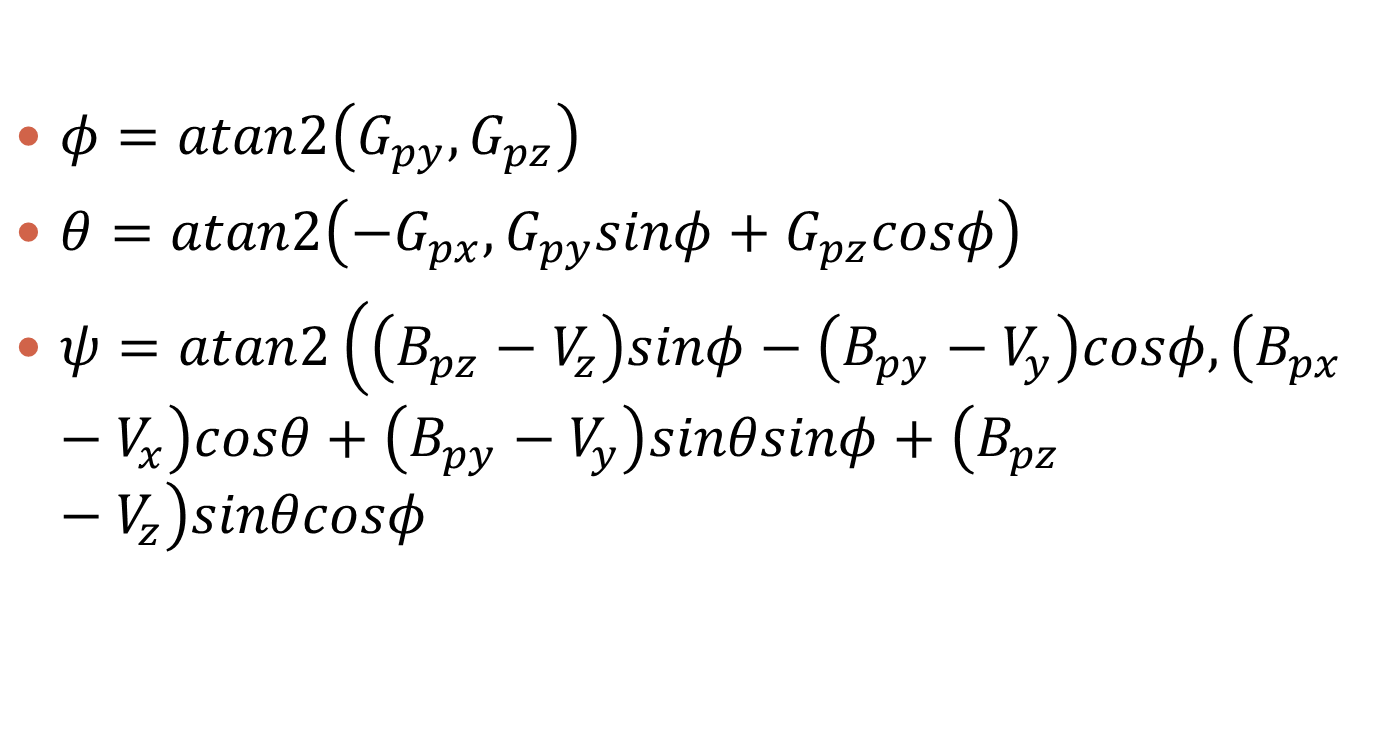 • ϕ = atan2(G_py, G_pz)
• θ = atan2(−G_px, G_py sinϕ + G_pz cosϕ)
• ψ = atan2((B_pz − V_z)sinϕ − (B_py − V_y)cosϕ, (B_px
− V_x)cosθ + (B_py − V_y)sinθsinϕ + (B_pz
− V_z)sinθcosϕ